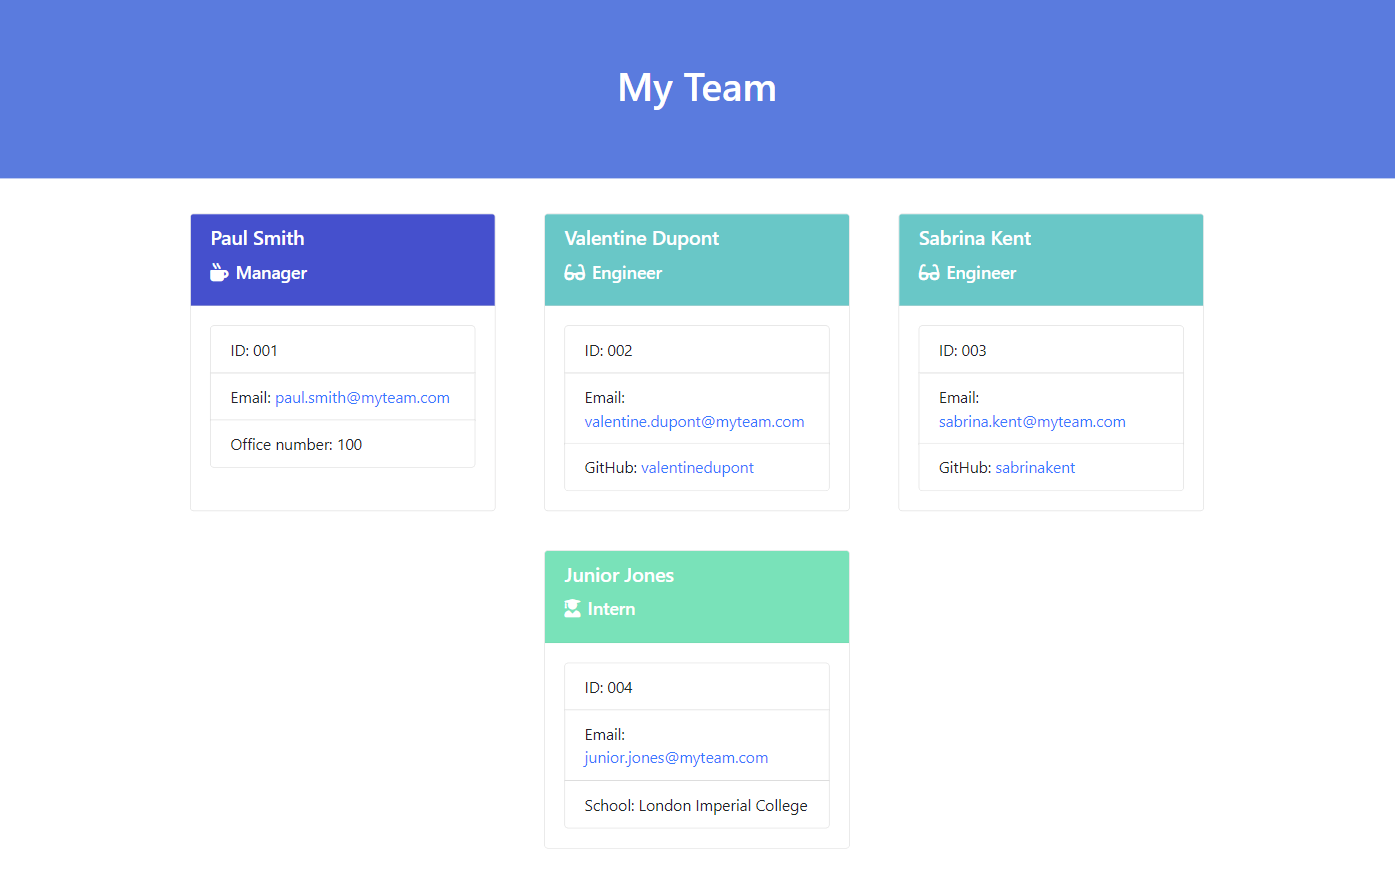 My Team
Paul Smith
Manager
ID: 001
Email: paul.smith@myteam.com
Office number: 100
Valentine Dupont
Engineer
ID: 002
Email:
valentine.dupont@myteam.com
GitHub: valentinedupont
Sabrina Kent
Engineer
ID: 003
Email:
sabrina.kent@myteam.com
GitHub: sabrinakent
Junior Jones
Intern
ID: 004
Email:
junior.jones@myteam.com
School: London Imperial College